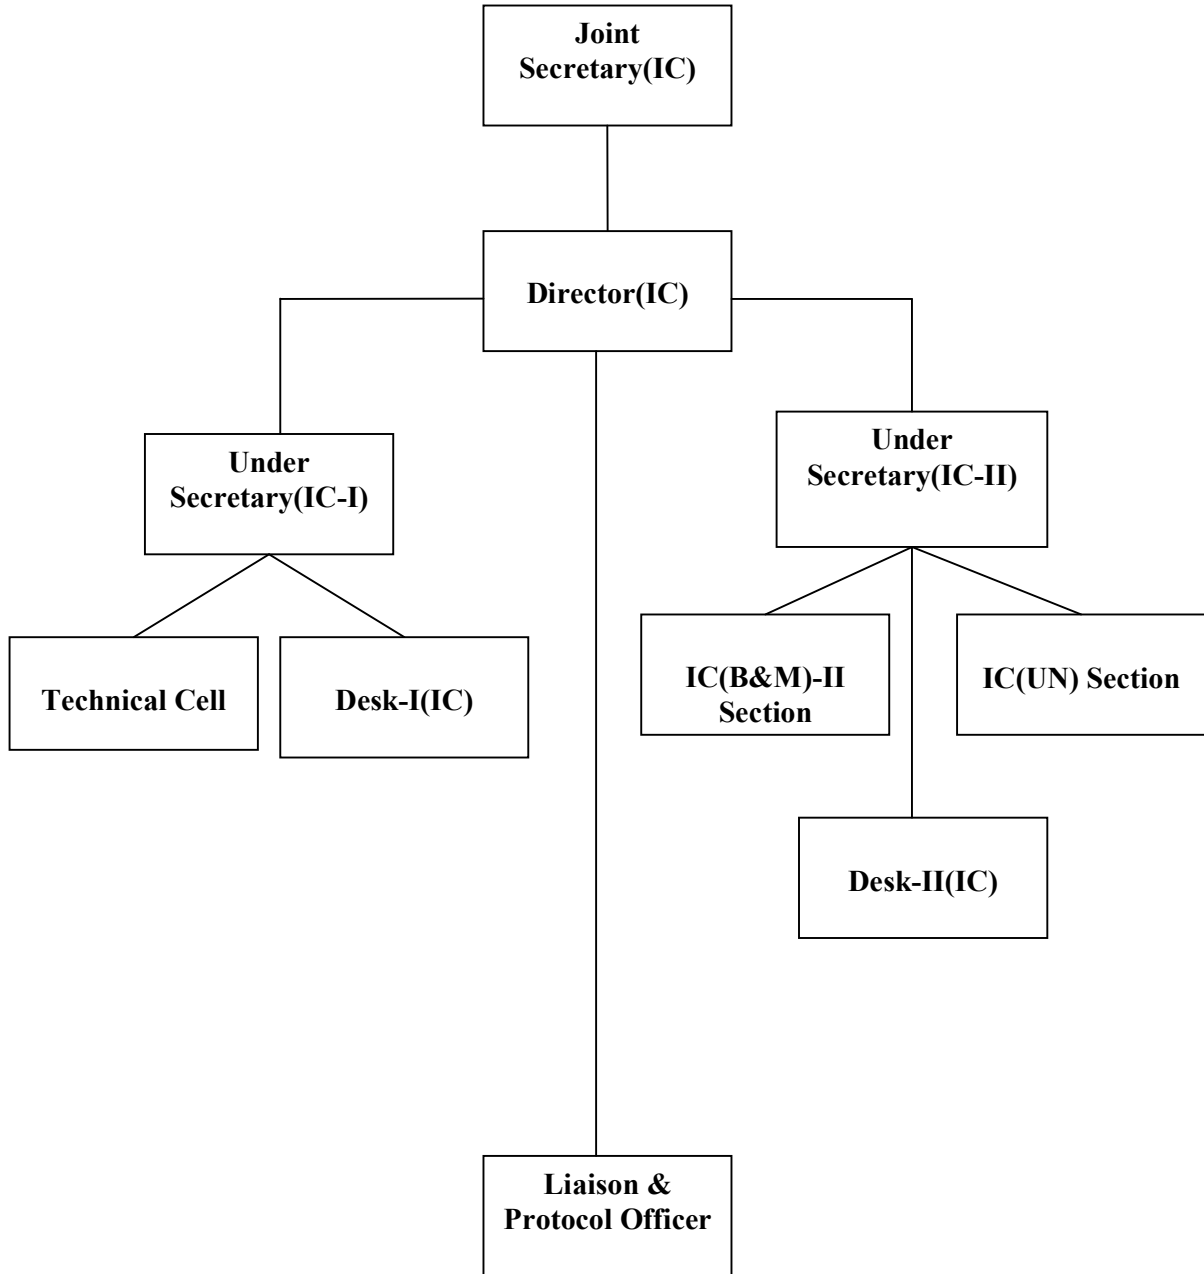 Joint
Secretary(IC)
Director(IC)
Under
Secretary(IC-I)
Under
Secretary(IC-II)
Technical Cell
Desk-I(IC)
IC(B&M)-II
Section
IC(UN) Section
Desk-II(IC)
Liaison &
Protocol Officer